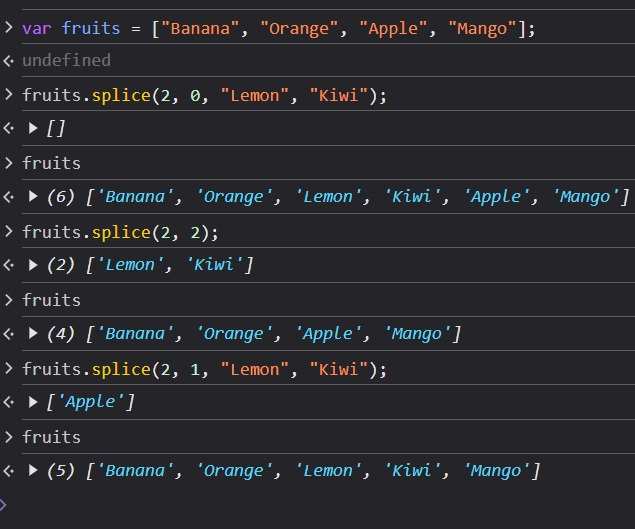 > var fruits = ["Banana", "Orange", "Apple", "Mango"];
undefined
> fruits.splice(2, 0, "Lemon", "Kiwi");
▶ []
> fruits
▶ (6) ['Banana', 'Orange', 'Lemon', 'Kiwi', 'Apple', 'Mango']
> fruits.splice(2, 2);
▶ (2) ['Lemon', 'Kiwi']
> fruits
▶ (4) ['Banana', 'Orange', 'Apple', 'Mango']
> fruits.splice(2, 1, "Lemon", "Kiwi");
▶ ['Apple']
> fruits
▶ (5) ['Banana', 'Orange', 'Lemon', 'Kiwi', 'Mango']
>